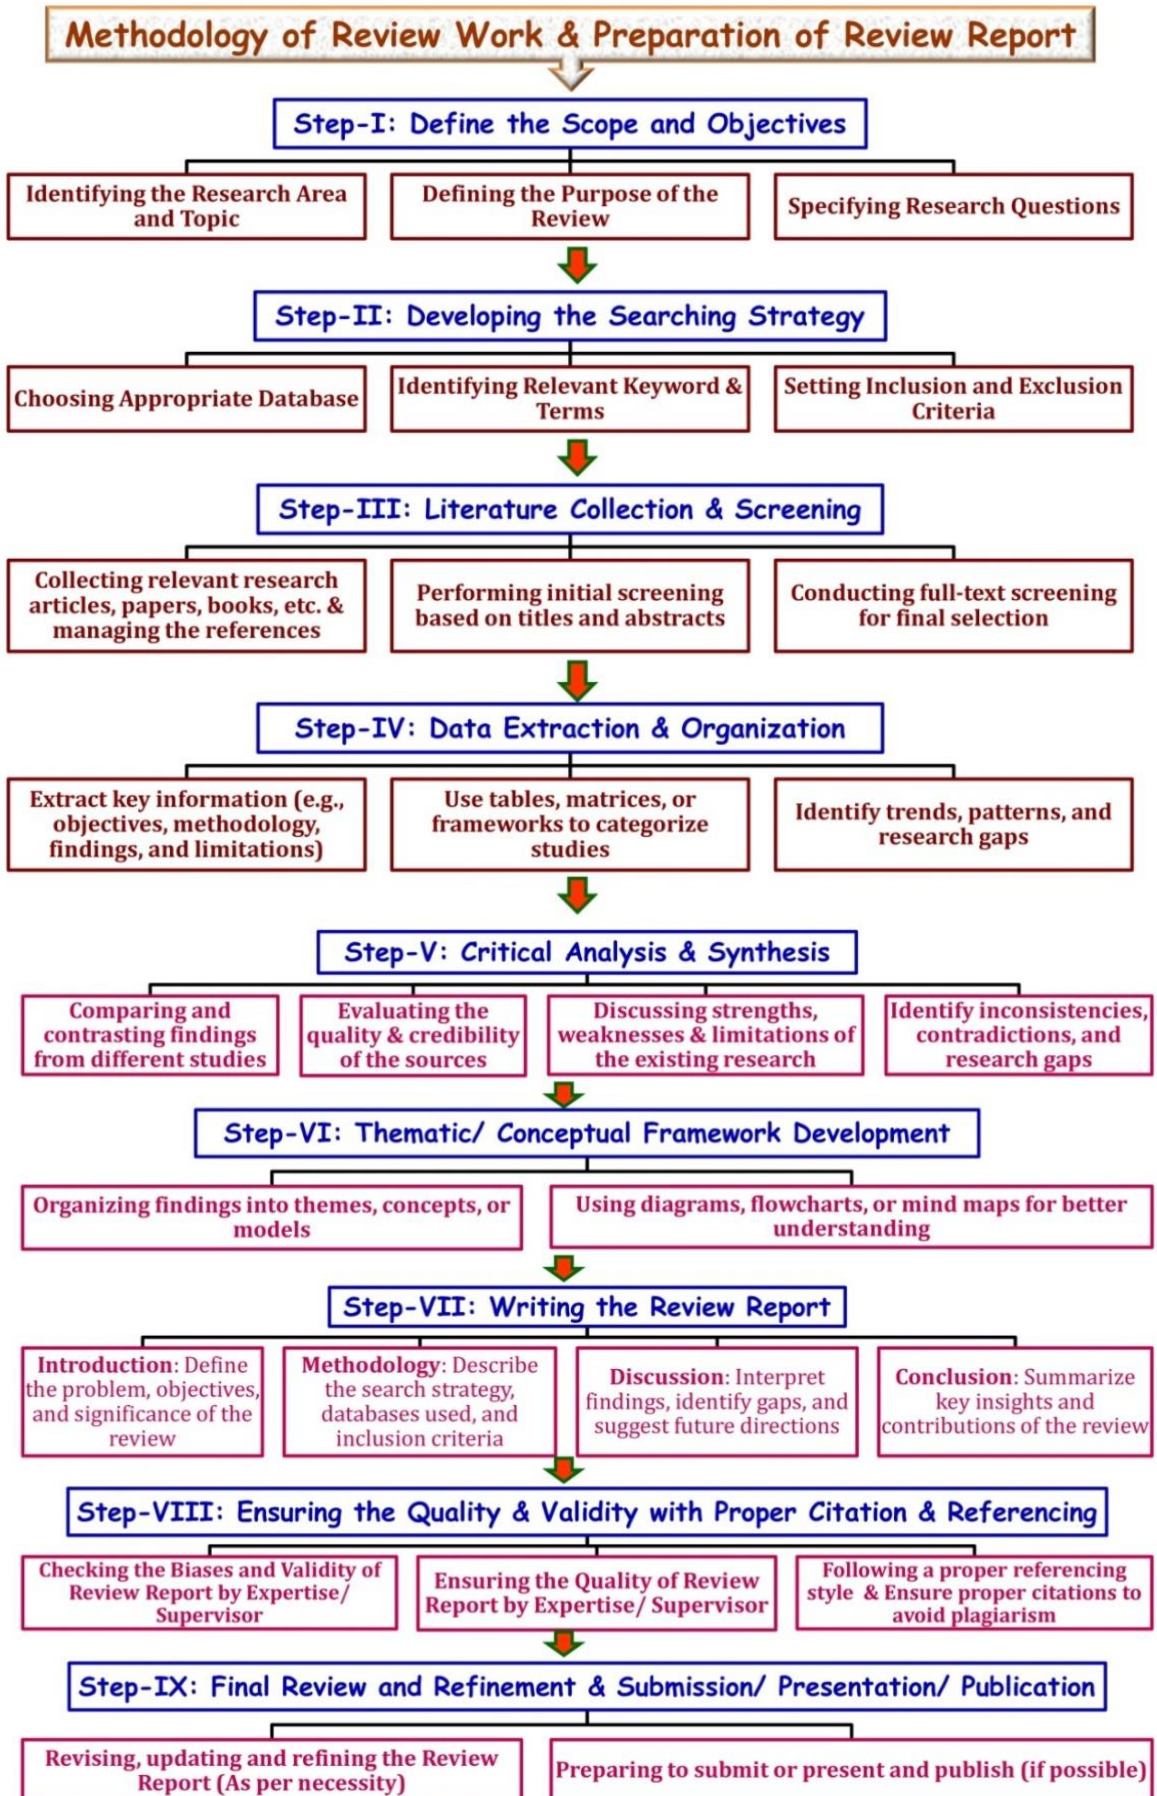 Methodology of Review Work & Preparation of Review Report
Step-I: Define the Scope and Objectives
Identifying the Research Area
and Topic
Defining the Purpose of the
Review
Specifying Research Questions
Step-II: Developing the Searching Strategy
Choosing Appropriate Database
Identifying Relevant Keyword &
Terms
Setting Inclusion and Exclusion
Criteria
Step-III: Literature Collection & Screening
Collecting relevant research
articles, papers, books, etc. &
managing the references
Performing initial screening
based on titles and abstracts
Conducting full-text screening
for final selection
Step-IV: Data Extraction & Organization
Extract key information (e.g.,
objectives, methodology,
findings, and limitations)
Use tables, matrices, or
frameworks to categorize
studies
Identify trends, patterns, and
research gaps
Step-V: Critical Analysis & Synthesis
Comparing and
contrasting findings
from different studies
Evaluating the
quality & credibility
of the sources
Discussing strengths,
weaknesses & limitations of
the existing research
Identify inconsistencies,
contradictions, and
research gaps
Step-VI: Thematic/ Conceptual Framework Development
Organizing findings into themes, concepts, or
models
Using diagrams, flowcharts, or mind maps for better
understanding
Step-VII: Writing the Review Report
Introduction: Define
the problem, objectives,
and significance of the
review
Methodology: Describe
the search strategy,
databases used, and
inclusion criteria
Discussion: Interpret
findings, identify gaps, and
suggest future directions
Conclusion: Summarize
key insights and
contributions of the review
Step-VIII: Ensuring the Quality & Validity with Proper Citation & Referencing
Checking the Biases and Validity of
Review Report by Expertise/
Supervisor
Ensuring the Quality of Review
Report by Expertise/ Supervisor
Following a proper referencing
style & Ensure proper citations to
avoid plagiarism
Step-IX: Final Review and Refinement & Submission/ Presentation/ Publication
Revising, updating and refining the Review
Report (As per necessity)
Preparing to submit or present and publish (if possible)